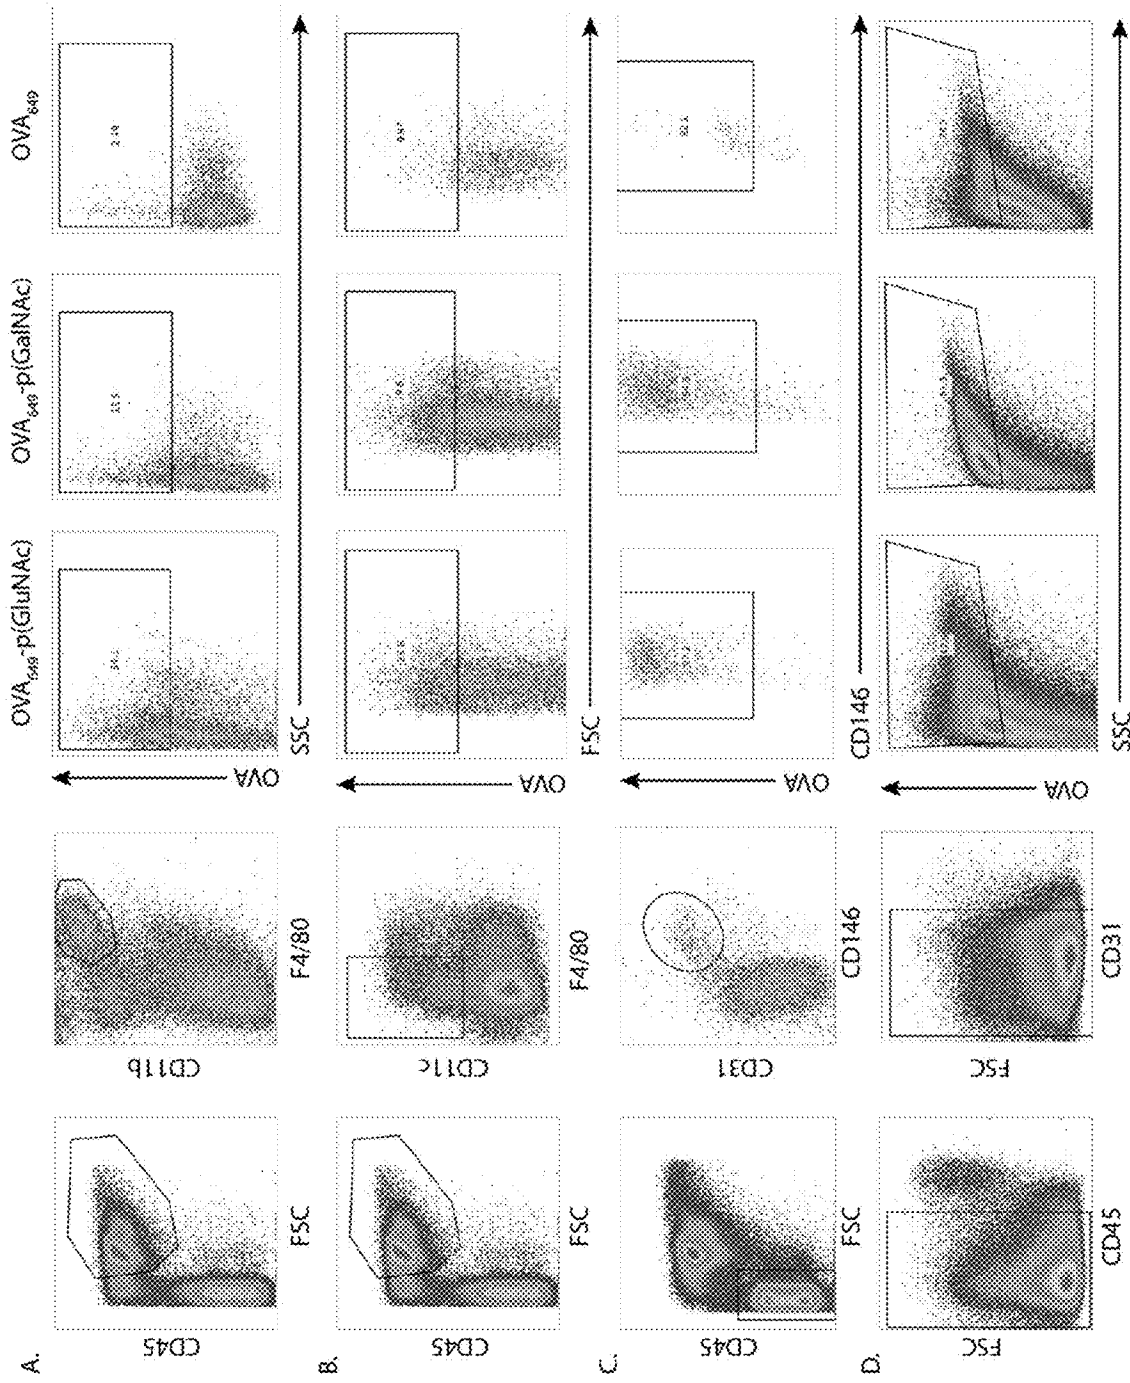 OVA₆₄₉-p(GluNAc)
OVA₆₄₉-p(GalNAc)
OVA₆₄₉
A.
CD45
FSC
CD11b
F4/80
OVA
SSC
B.
CD45
FSC
CD11c
F4/80
OVA
FSC
C.
CD45
FSC
CD31
CD146
OVA
CD146
D.
FSC
CD45
FSC
CD31
OVA
SSC